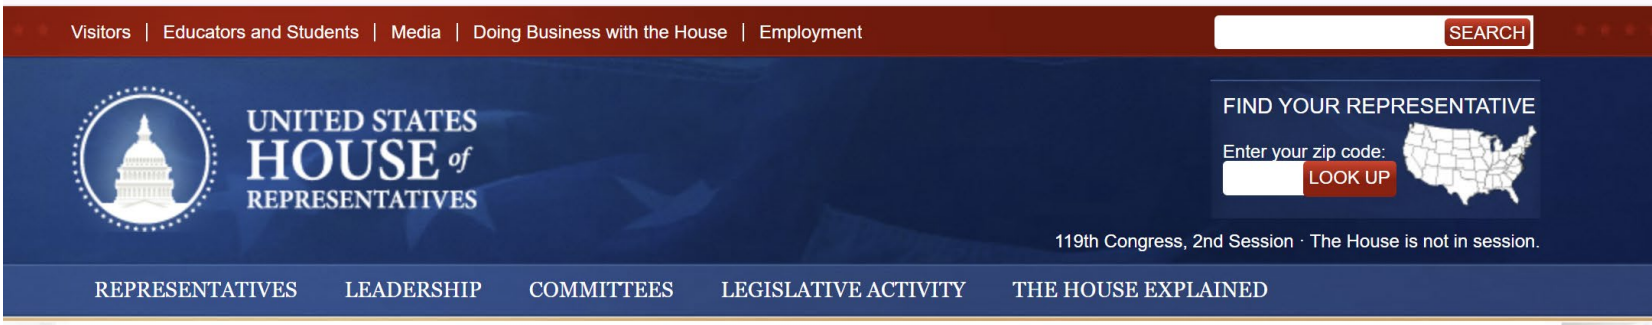 Visitors | Educators and Students | Media | Doing Business with the House | Employment
SEARCH
UNITED STATES
HOUSE of
REPRESENTATIVES
FIND YOUR REPRESENTATIVE
Enter your zip code:
LOOK UP
119th Congress, 2nd Session · The House is not in session.
REPRESENTATIVES LEADERSHIP COMMITTEES LEGISLATIVE ACTIVITY THE HOUSE EXPLAINED